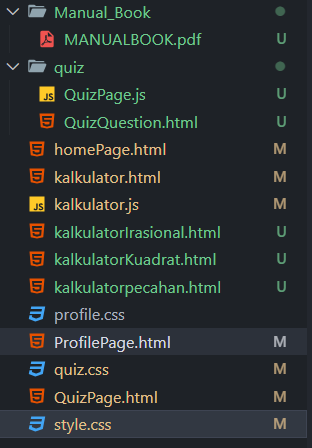 Manual_Book
MANUALBOOK.pdf U
quiz
JS QuizPage.js U
QuizQuestion.html U
homePage.html M
kalkulator.html M
JS kalkulator.js M
kalkulatorIrasional.html U
kalkulatorKuadrat.html U
kalkulatorpecahan.html U
profile.css
ProfilePage.html M
quiz.css M
QuizPage.html M
style.css M